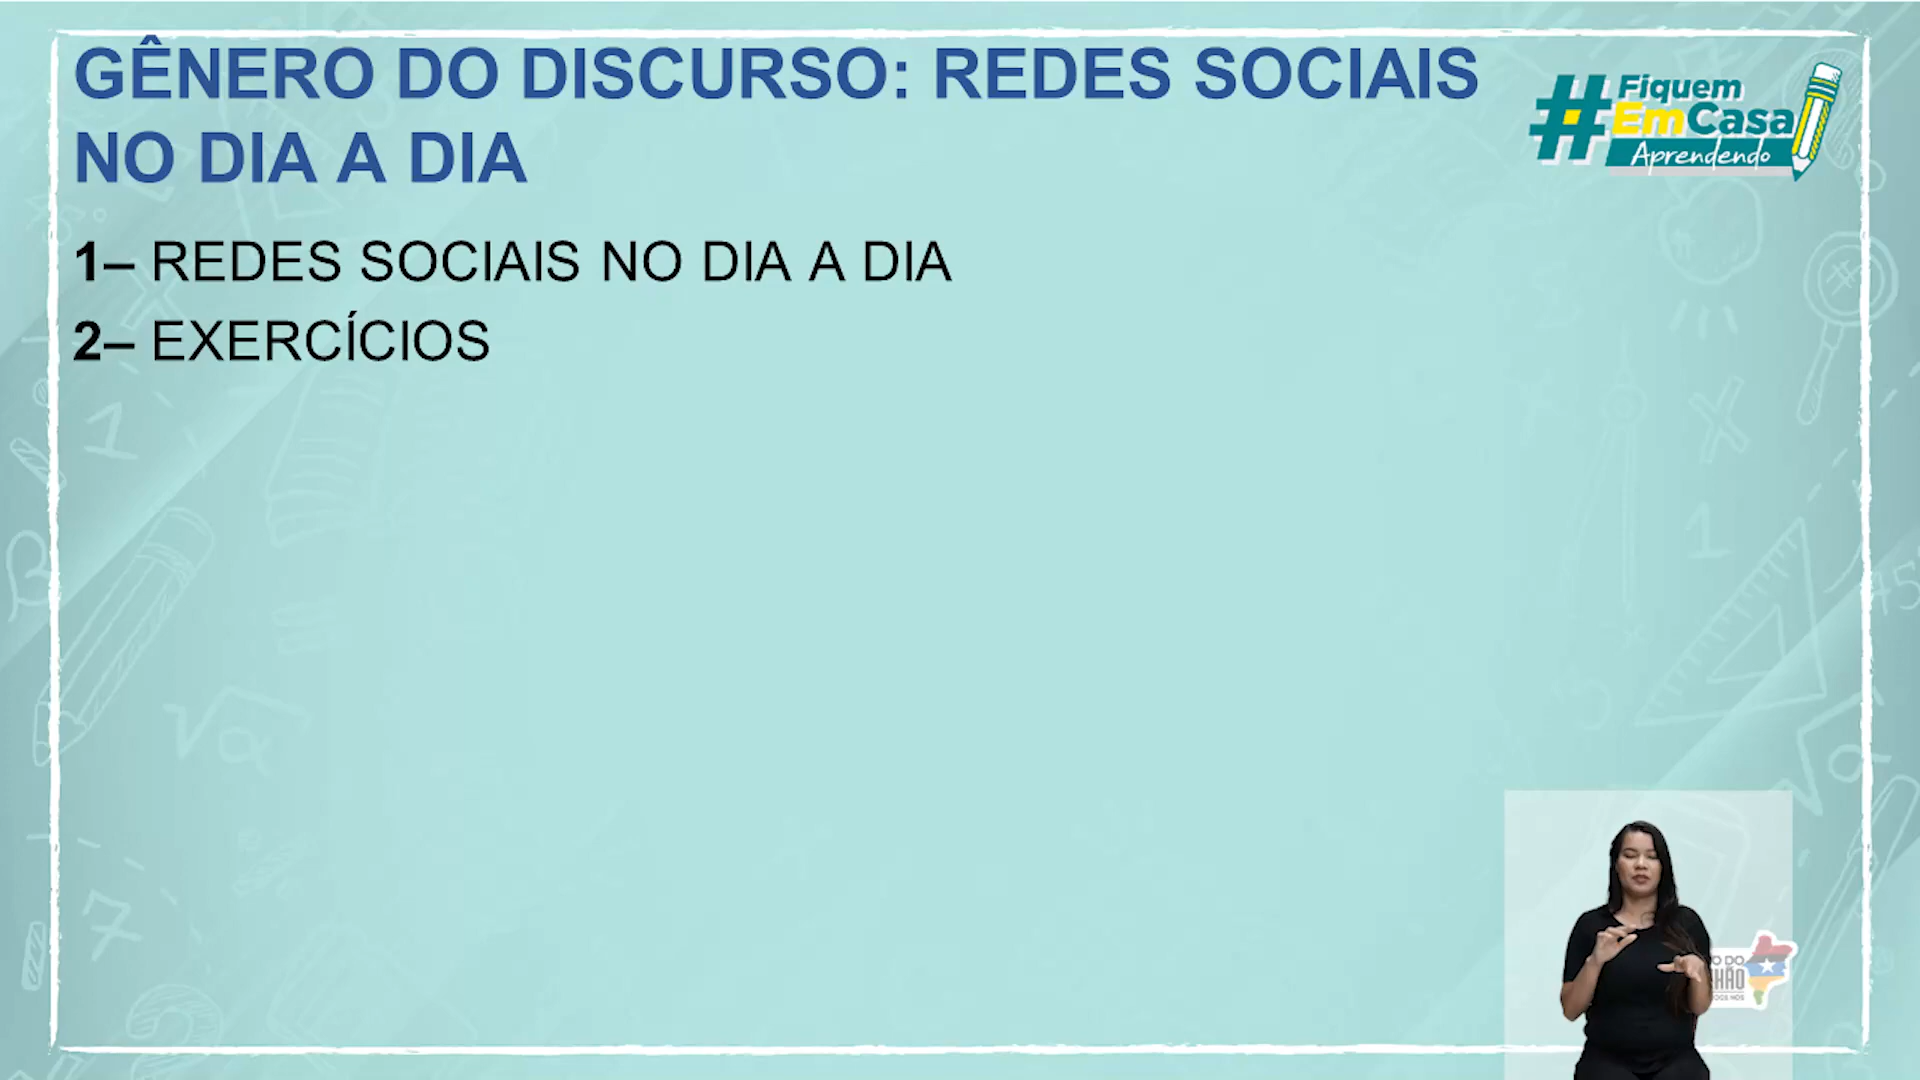 GÊNERO DO DISCURSO: REDES SOCIAIS
NO DIA A DIA
#Fiquem
EmCasa
Aprendendo
1– REDES SOCIAIS NO DIA A DIA
2– EXERCÍCIOS